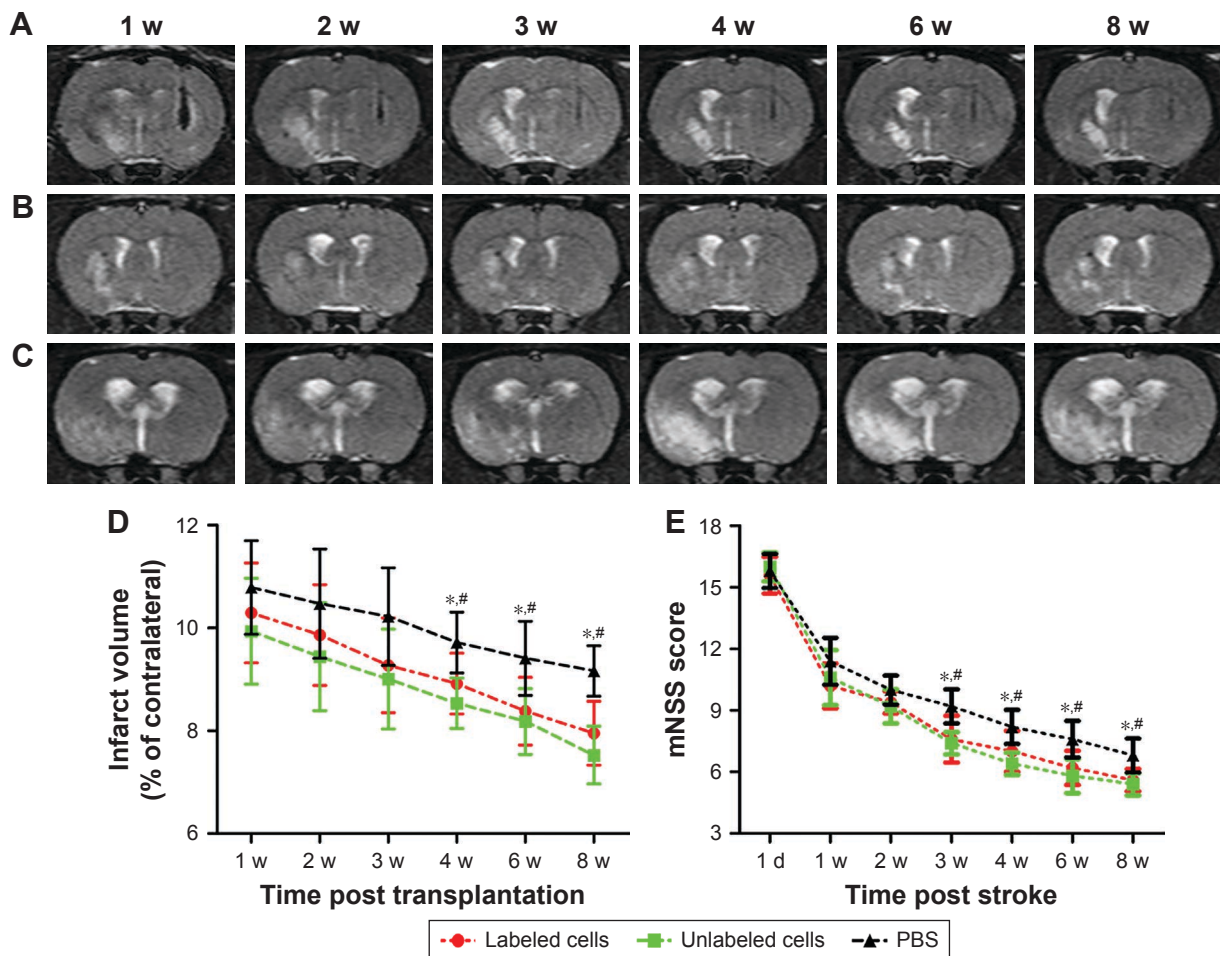 A
1 w 2 w 3 w 4 w 6 w 8 w
B
C
D
Infarct volume
(% of contralateral)
12
10
8
6
*,# *,# *,#
1 w 2 w 3 w 4 w 6 w 8 w
Time post transplantation
E
mNSS score
18
15
12
9
6
3
*,# *,# *,# *,#
1 d 1 w 2 w 3 w 4 w 6 w 8 w
Time post stroke
Labeled cells Unlabeled cells PBS